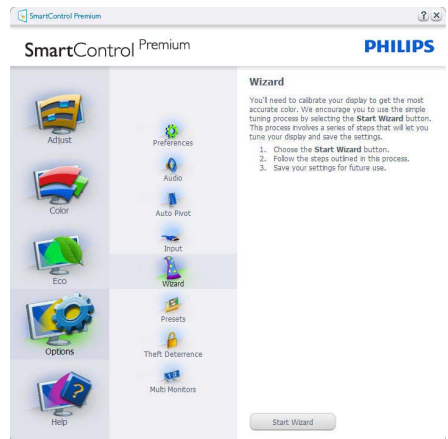 SmartControl Premium
? X
SmartControl Premium
PHILIPS
Adjust
Color
Eco
Options
Help
Preferences
Audio
Auto Pivot
Input
Wizard
Presets
Theft Deterrence
Multi Monitors
Wizard
You'll need to calibrate your display to get the most
accurate color. We encourage you to use the simple
tuning process by selecting the Start Wizard button.
This process involves a series of steps that will let you
tune your display and save the settings.
1. Choose the Start Wizard button.
2. Follow the steps outlined in this process.
3. Save your settings for future use.
Start Wizard